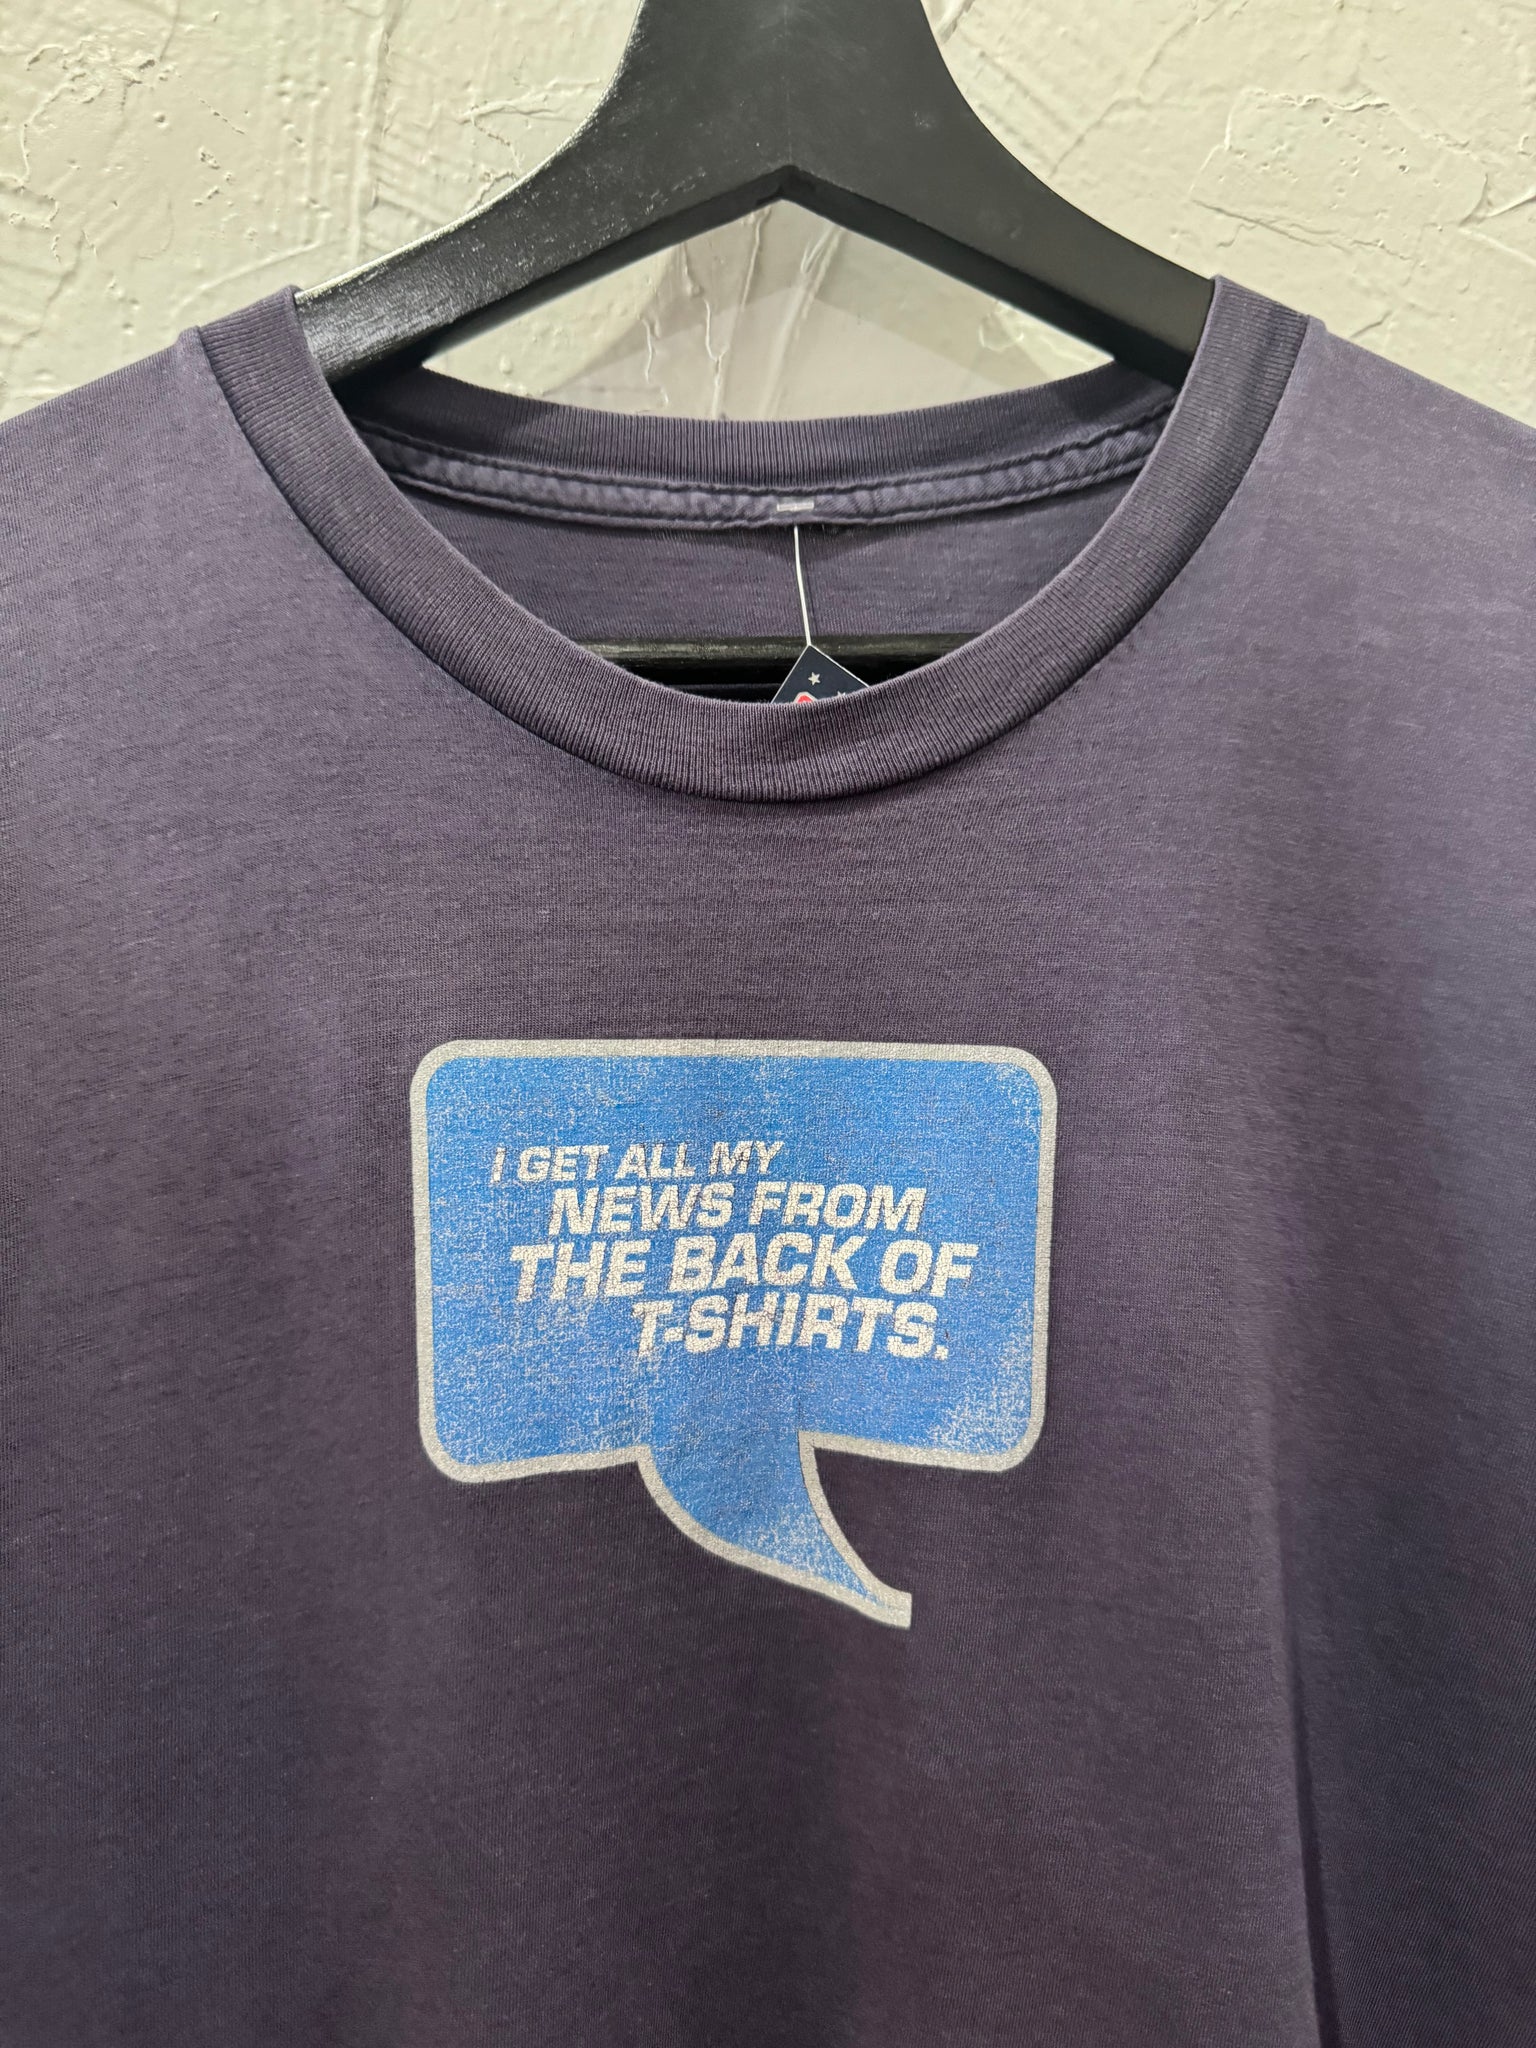 I GET ALL MY
NEWS FROM
THE BACK OF
T-SHIRTS.